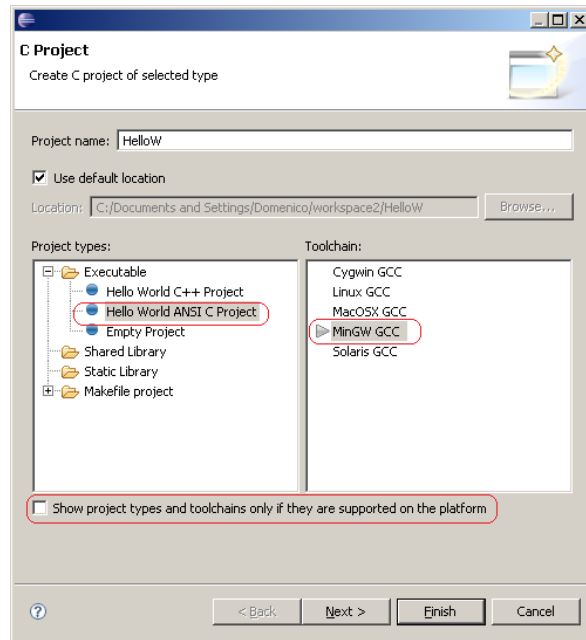 C Project
Create C project of selected type
Project name: HelloW
Use default location
Location: C:/Documents and Settings/Domenico/workspace2/HelloW Browse...
Project types: Toolchain:
Executable Cygwin GCC
Hello World C++ Project Linux GCC
Hello World ANSI C Project MacOSX GCC
Empty Project MinGW GCC
Shared Library Solaris GCC
Static Library
Makefile project
Show project types and toolchains only if they are supported on the platform
? < Back Next > Finish Cancel